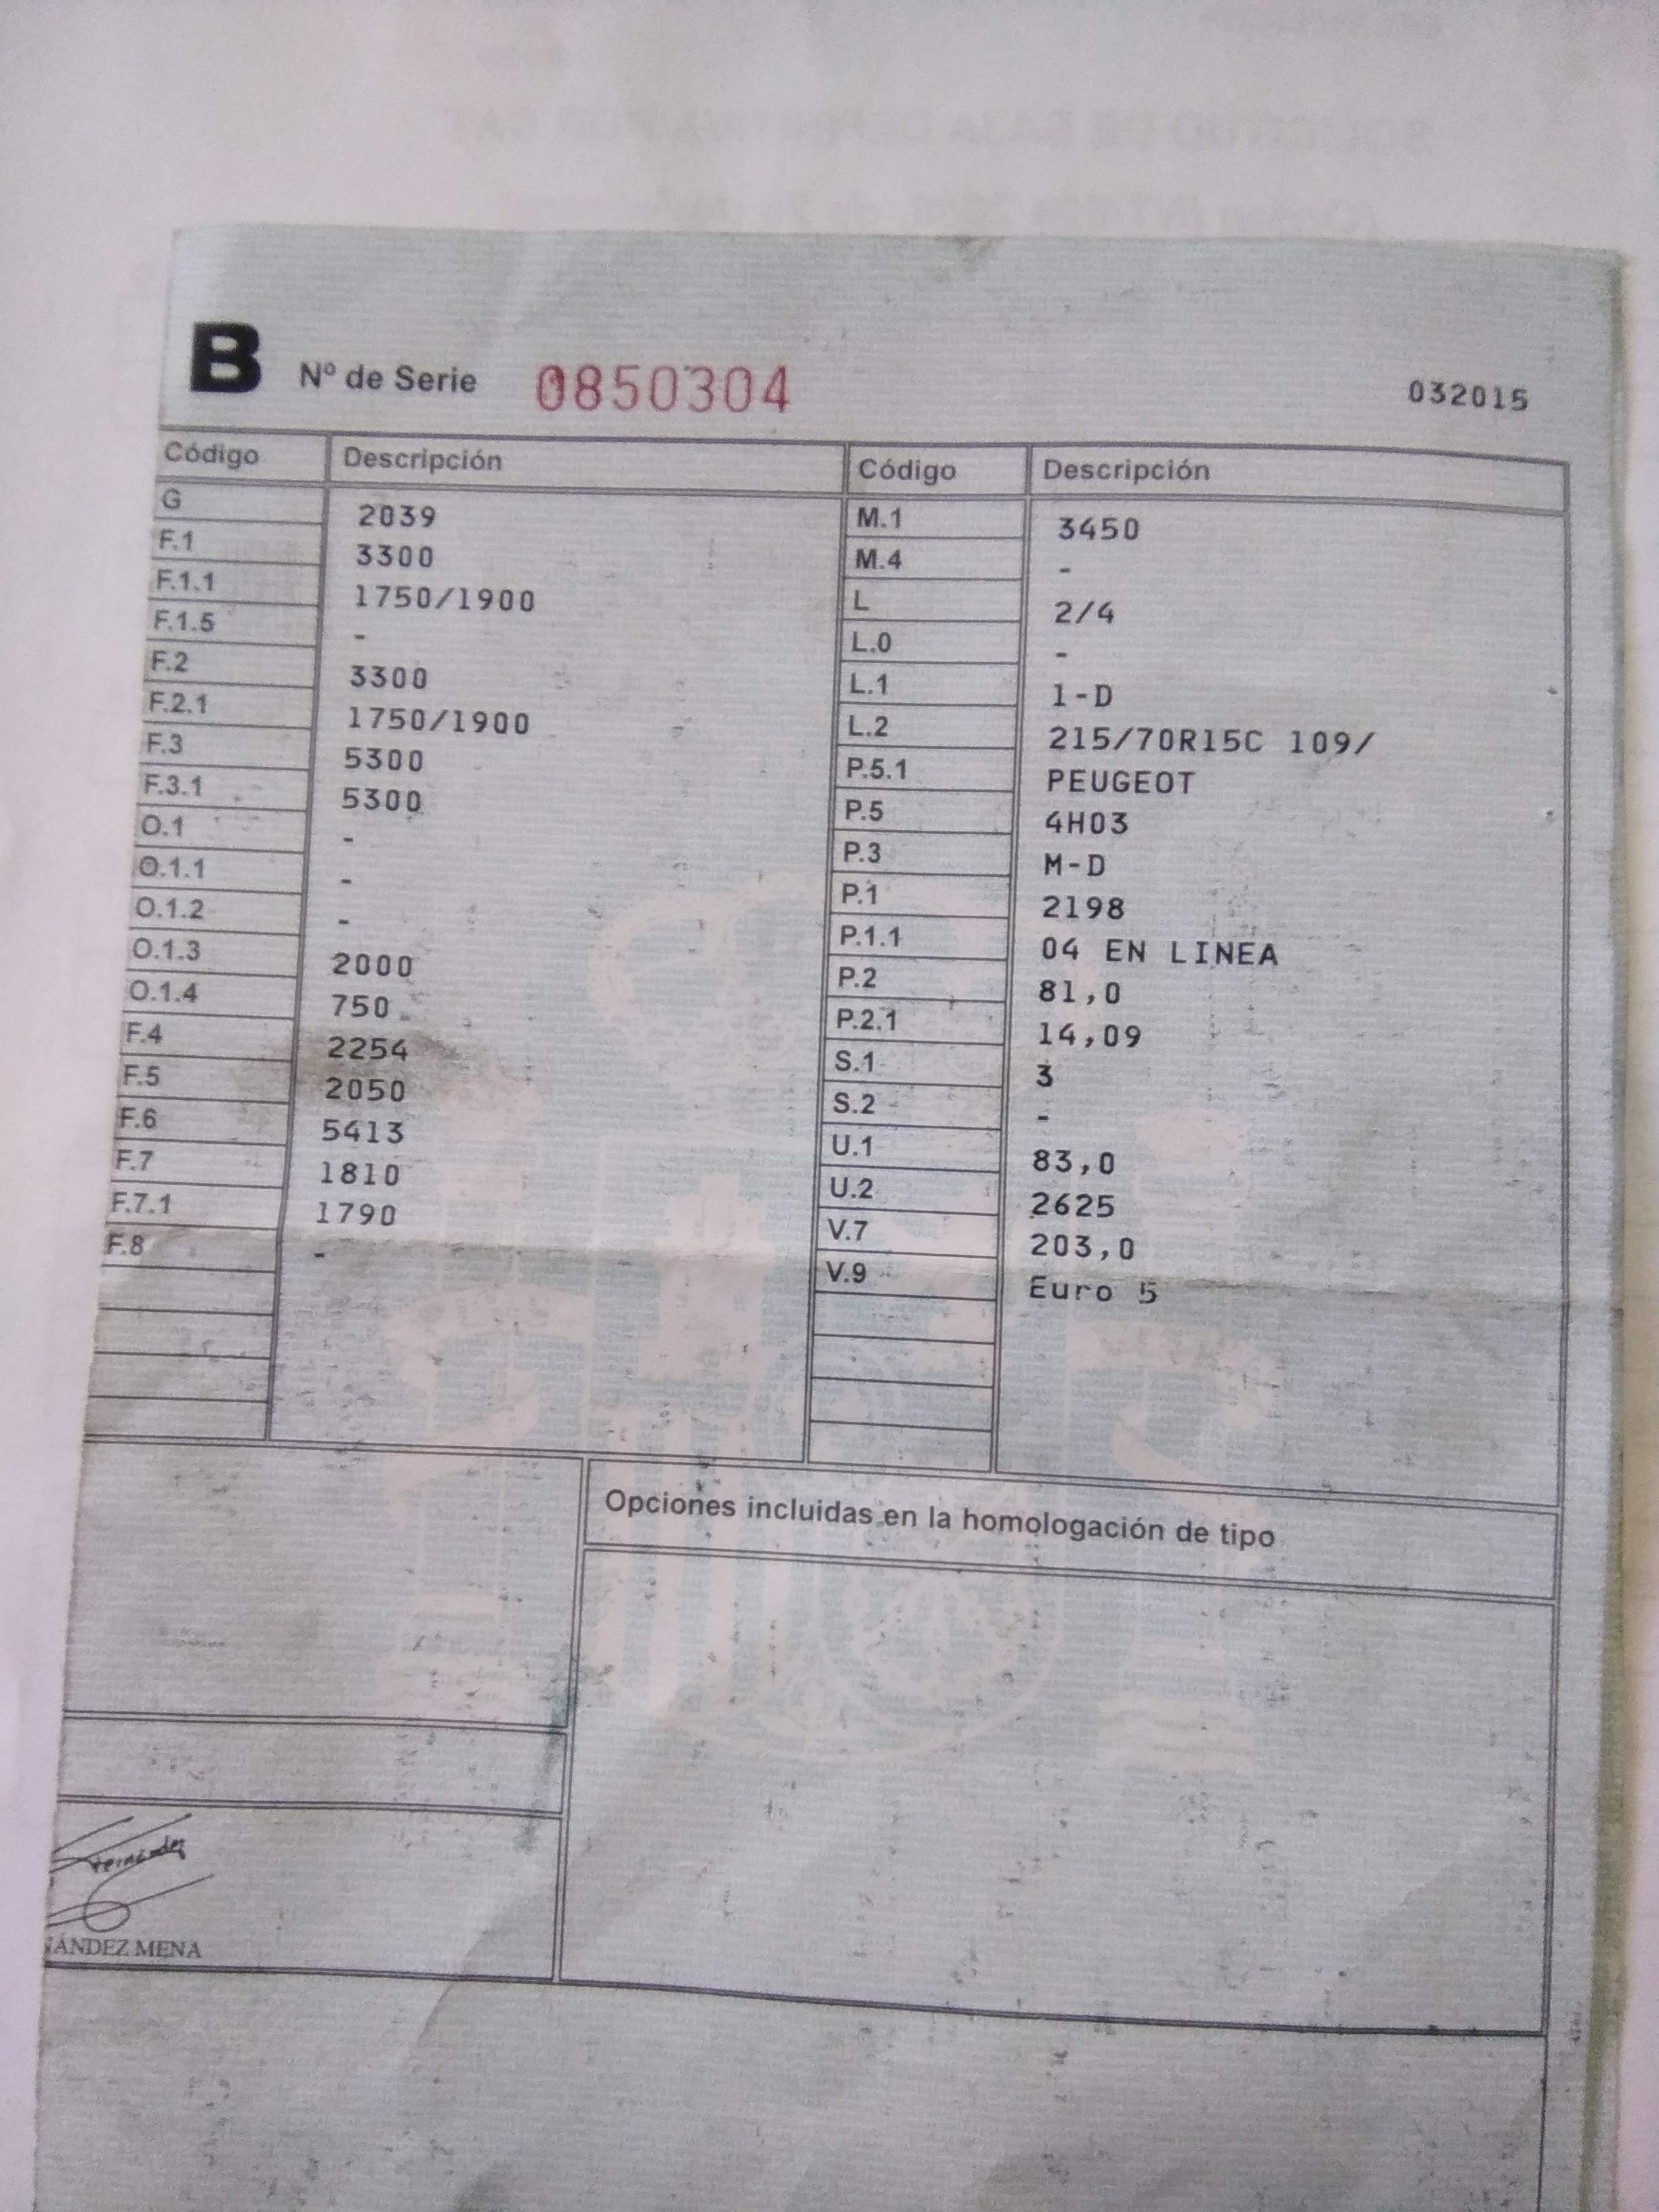 B Nº de Serie 0850304 032015
Código Descripción Código Descripción
G 2039 M.1 3450
F.1 3300 M.4 -
F.1.1 1750/1900 L 2/4
F.1.5 - L.0 -
F.2 3300 L.1 1-D
F.2.1 1750/1900 L.2 215/70R15C 109/
F.3 5300 P.5.1 PEUGEOT
F.3.1 5300 P.5 4H03
O.1 - P.3 M-D
O.1.1 - P.1 2198
O.1.2 - P.1.1 04 EN LINEA
O.1.3 2000 P.2 81,0
O.1.4 750 P.2.1 14,09
F.4 2254 S.1 3
F.5 2050 S.2 -
F.6 5413 U.1 83,0
F.7 1810 U.2 2625
F.7.1 1790 V.7 203,0
F.8 - V.9 Euro 5
Opciones incluidas en la homologación de tipo
NÁNDEZ MENA